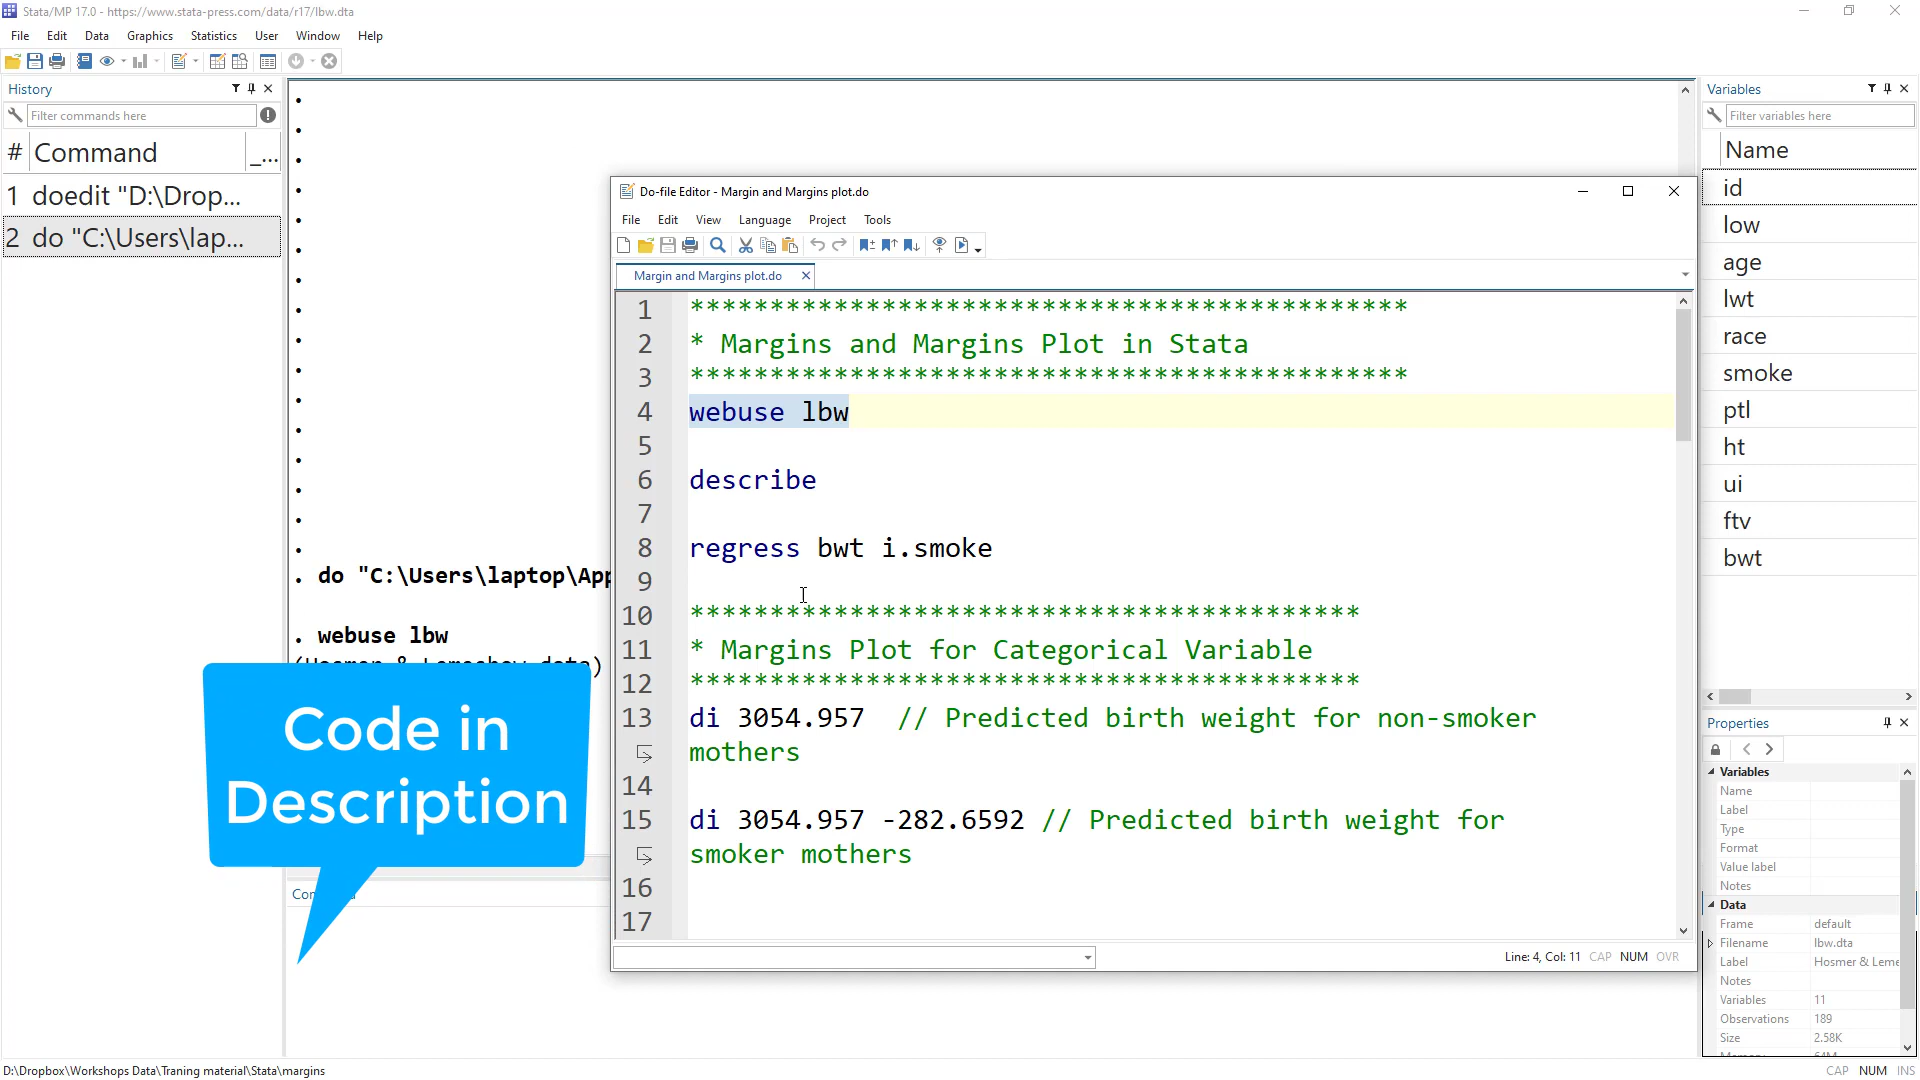 Stata/MP 17.0 - https://www.stata-press.com/data/r17/lbw.dta
File Edit Data Graphics Statistics User Window Help
History
Filter commands here
# Command _...
1 doedit "D:\Drop...
2 do "C:\Users\lap...
. do "C:\Users\laptop\App
. webuse lbw
Code in
Description
Do-file Editor - Margin and Margins plot.do
File Edit View Language Project Tools
Margin and Margins plot.do
1 *********************************************
2 * Margins and Margins Plot in Stata
3 *********************************************
4 webuse lbw
5
6 describe
7
8 regress bwt i.smoke
9
10 ******************************************
11 * Margins Plot for Categorical Variable
12 ******************************************
13 di 3054.957 // Predicted birth weight for non-smoker
mothers
14
15 di 3054.957 -282.6592 // Predicted birth weight for
smoker mothers
16
17
Line: 4, Col: 11 CAP NUM OVR
Variables
Filter variables here
Name
id
low
age
lwt
race
smoke
ptl
ht
ui
ftv
bwt
Properties
Variables
Name
Label
Type
Format
Value label
Notes
Data
Frame default
Filename lbw.dta
Label Hosmer & Leme
Notes
Variables 11
Observations 189
Size 2.58K
D:\Dropbox\Workshops Data\Traning material\Stata\margins
CAP NUM INS